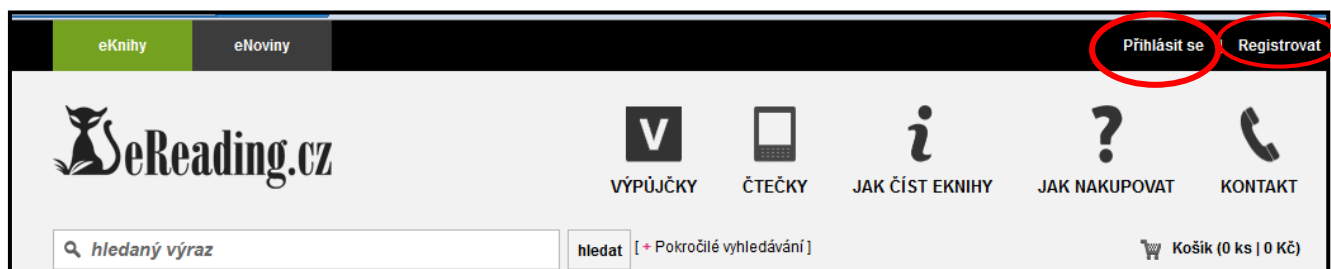 eKnihy eNoviny Přihlásit se | Registrovat
eReading.cz
V
VÝPŮJČKY ČTEČKY JAK ČÍST EKNIHY JAK NAKUPOVAT KONTAKT
hledaný výraz hledat [ + Pokročilé vyhledávání ] Košík (0 ks | 0 Kč)